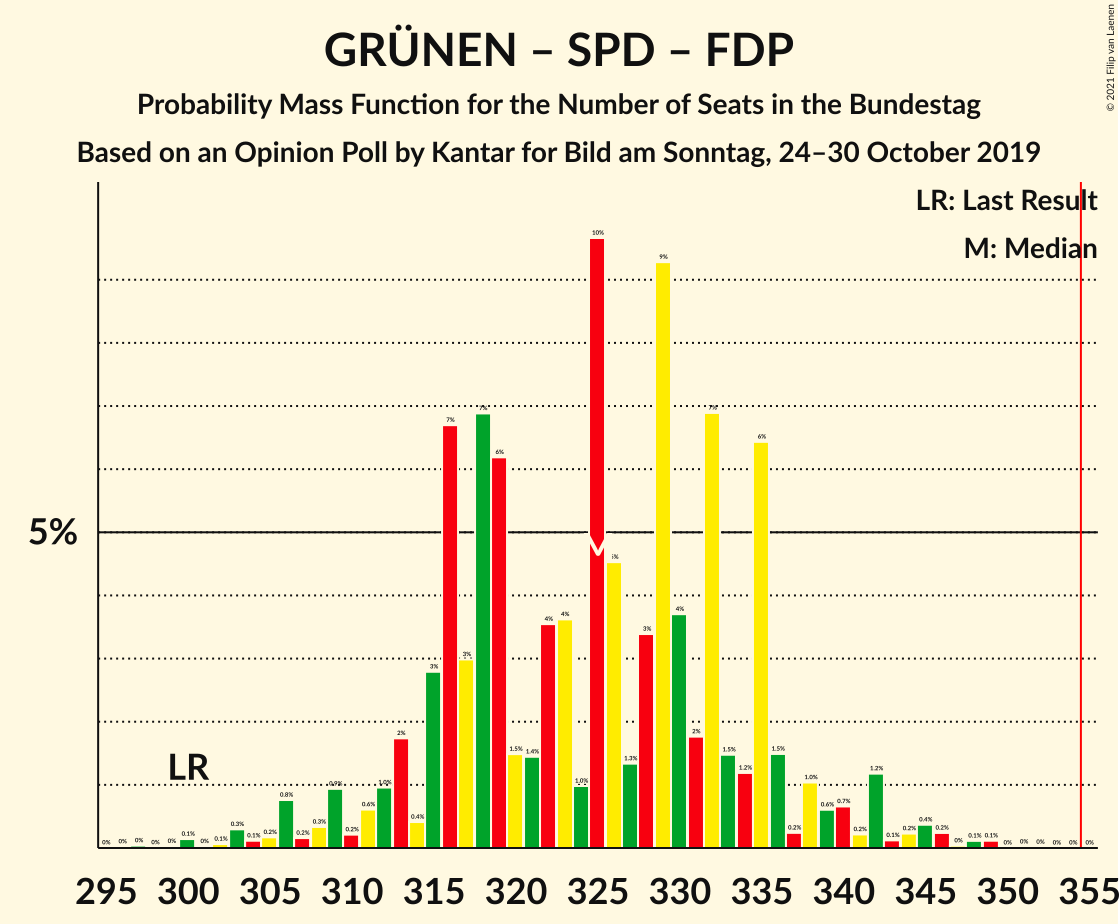 GRÜNEN – SPD – FDP
Probability Mass Function for the Number of Seats in the Bundestag
Based on an Opinion Poll by Kantar for Bild am Sonntag, 24–30 October 2019
© 2021 Filip van Laenen
LR: Last Result
M: Median
5%
LR
0% 0% 0% 0% 0% 0.1% 0% 0.1% 0.3% 0.1% 0.2% 0.8% 0.2% 0.3% 0.9% 0.2% 0.6% 1.0% 2% 0.4% 3% 7% 3% 7% 6% 1.5% 1.4% 4% 4% 1.0% 10% 5% 1.3% 3% 9% 4% 2% 7% 1.5% 1.2% 6% 1.5% 0.2% 1.0% 0.6% 0.7% 0.2% 1.2% 0.1% 0.2% 0.4% 0.2% 0% 0.1% 0.1% 0% 0% 0% 0% 0% 0%
295 300 305 310 315 320 325 330 335 340 345 350 355